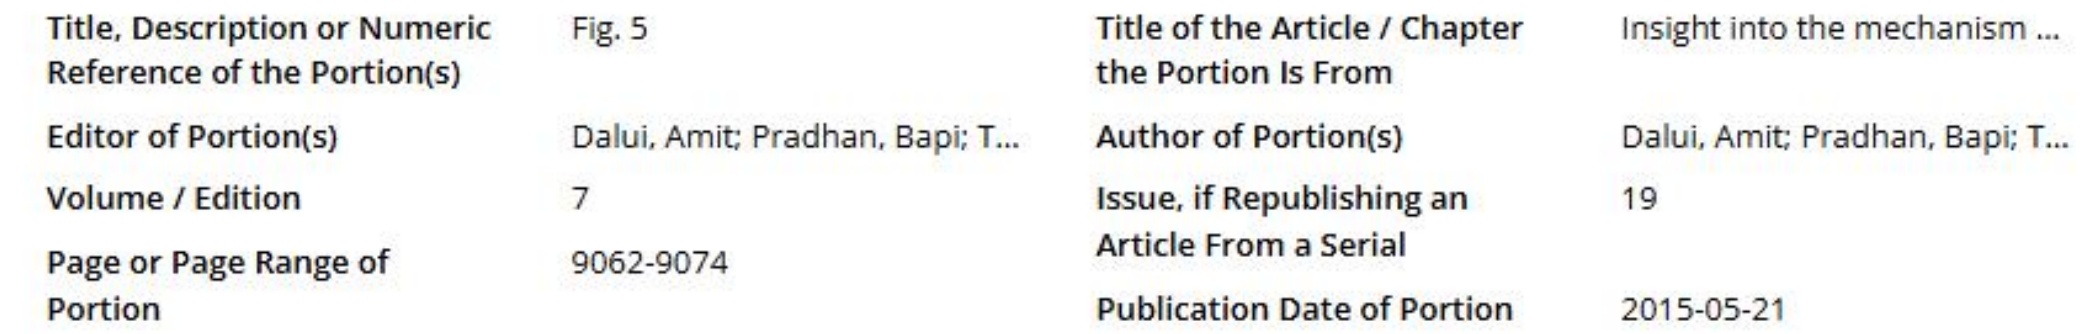 Title, Description or Numeric Reference of the Portion(s)
Fig. 5
Editor of Portion(s)
Dalui, Amit; Pradhan, Bapi; T...
Volume / Edition
7
Page or Page Range of Portion
9062-9074
Title of the Article / Chapter the Portion Is From
Insight into the mechanism ...
Author of Portion(s)
Dalui, Amit; Pradhan, Bapi; T...
Issue, if Republishing an Article From a Serial
19
Publication Date of Portion
2015-05-21